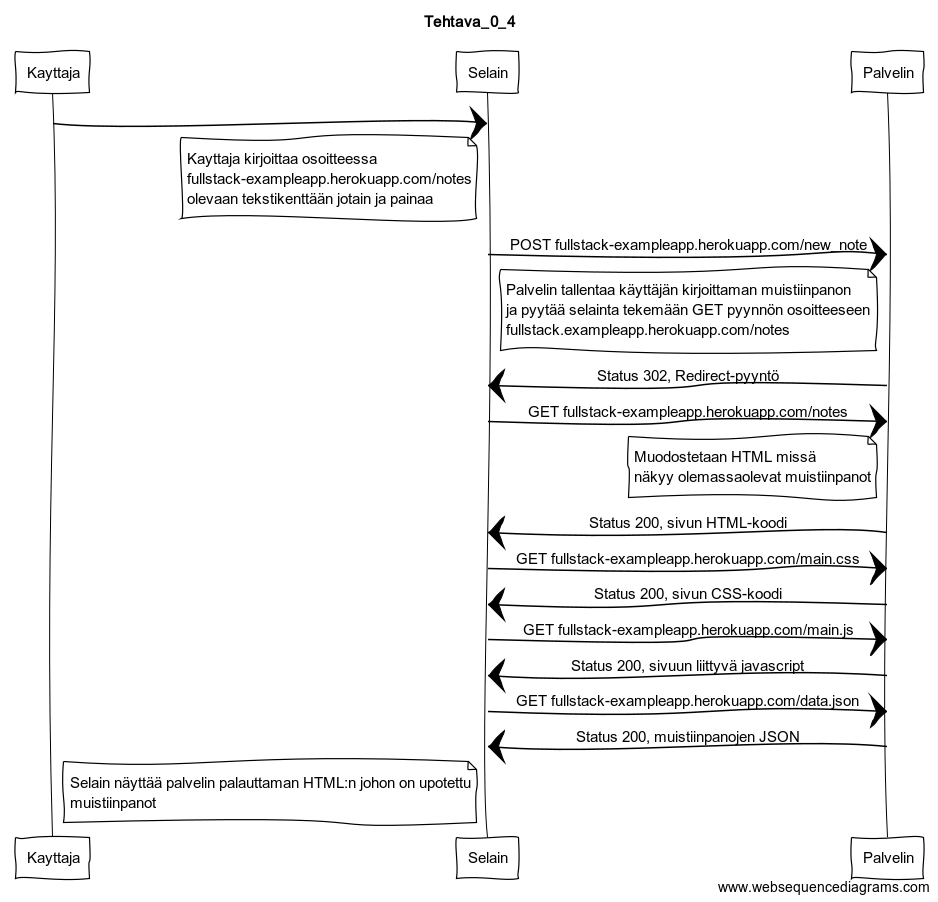 Tehtava_0_4
Kayttaja
Selain
Palvelin
Kayttaja kirjoittaa osoitteessa
fullstack-exampleapp.herokuapp.com/notes
olevaan tekstikenttään jotain ja painaa
POST fullstack-exampleapp.herokuapp.com/new_note
Palvelin tallentaa käyttäjän kirjoittaman muistiinpanon
ja pyytää selainta tekemään GET pyynnön osoitteeseen
fullstack.exampleapp.herokuapp.com/notes
Status 302, Redirect-pyyntö
GET fullstack-exampleapp.herokuapp.com/notes
Muodostetaan HTML missä
näkyy olemassaolevat muistiinpanot
Status 200, sivun HTML-koodi
GET fullstack-exampleapp.herokuapp.com/main.css
Status 200, sivun CSS-koodi
GET fullstack-exampleapp.herokuapp.com/main.js
Status 200, sivuun liittyvä javascript
GET fullstack-exampleapp.herokuapp.com/data.json
Status 200, muistiinpanojen JSON
Selain näyttää palvelin palauttaman HTML:n johon on upotettu
muistiinpanot
Kayttaja
Selain
Palvelin
www.websequencediagrams.com